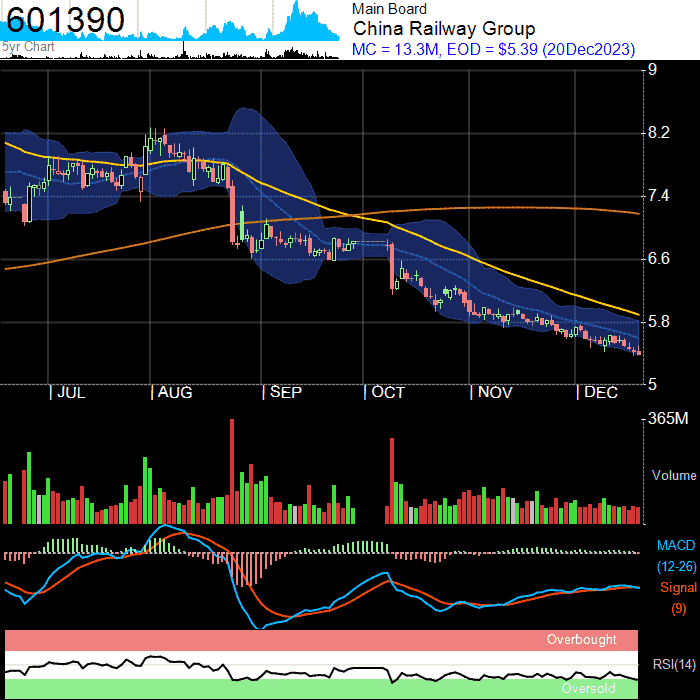 601390
5yr Chart
Main Board
China Railway Group
MC = 13.3M, EOD = $5.39 (20Dec2023)
9
8.2
7.4
6.6
5.8
5
JUL
AUG
SEP
OCT
NOV
DEC
365M
Volume
MACD
(12-26)
Signal
(9)
Overbought
RSI(14)
Oversold